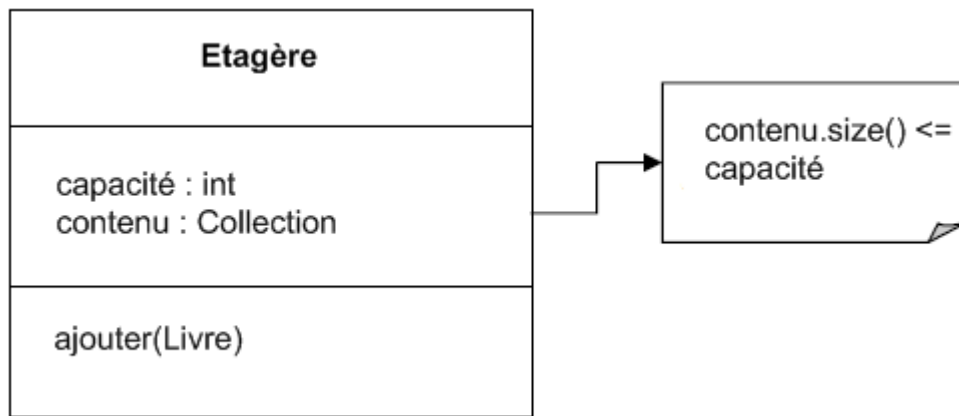 Etagère
capacité : int
contenu : Collection
ajouter(Livre)
contenu.size() <=
capacité